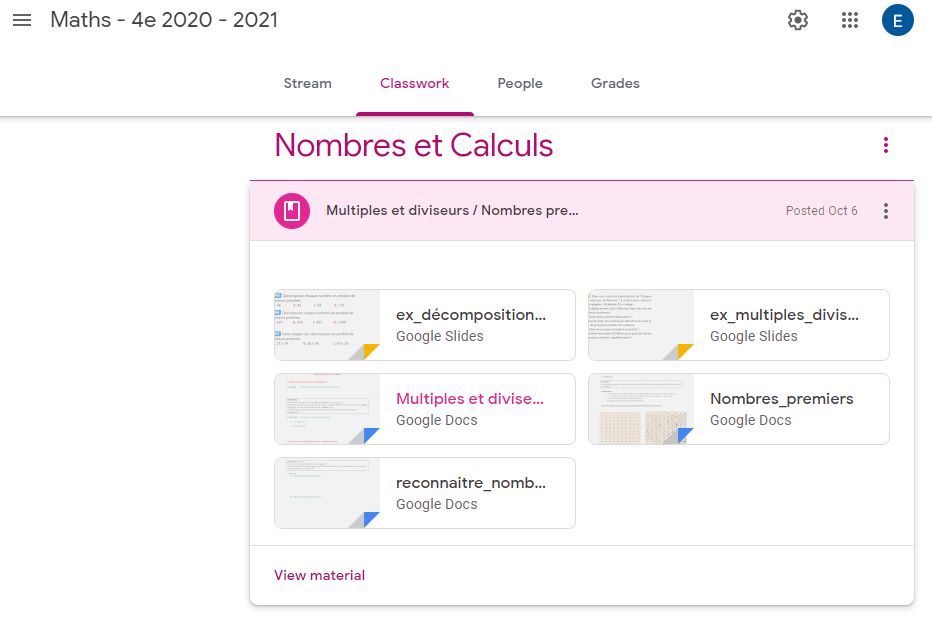 Maths - 4e 2020 - 2021
E
Stream
Classwork
People
Grades
Nombres et Calculs
Multiples et diviseurs / Nombres pre...
Posted Oct 6
ex_décomposition...
Google Slides
ex_multiples_divis...
Google Slides
Multiples et divise...
Google Docs
Nombres_premiers
Google Docs
reconnaitre_nomb...
Google Docs
View material